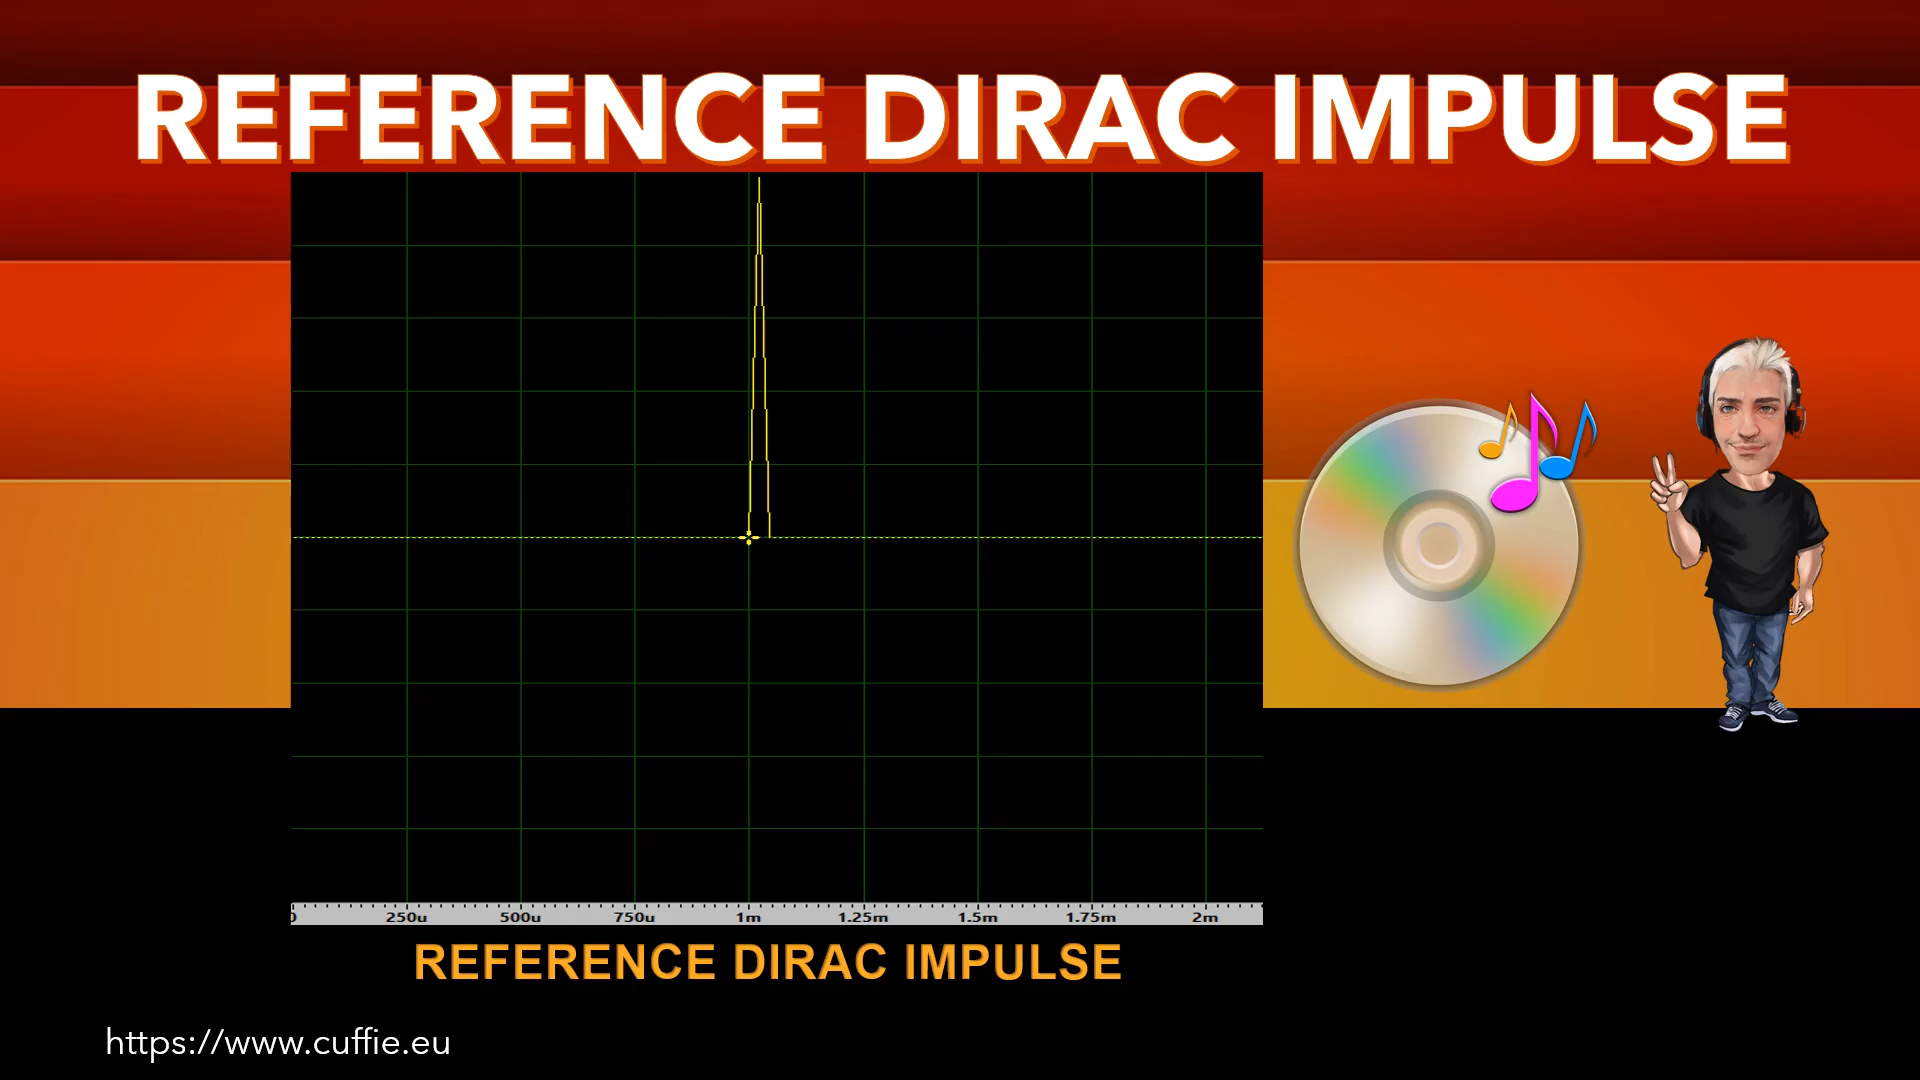 REFERENCE DIRAC IMPULSE
0 250u 500u 750u 1m 1.25m 1.5m 1.75m 2m
REFERENCE DIRAC IMPULSE
https://www.cuffie.eu